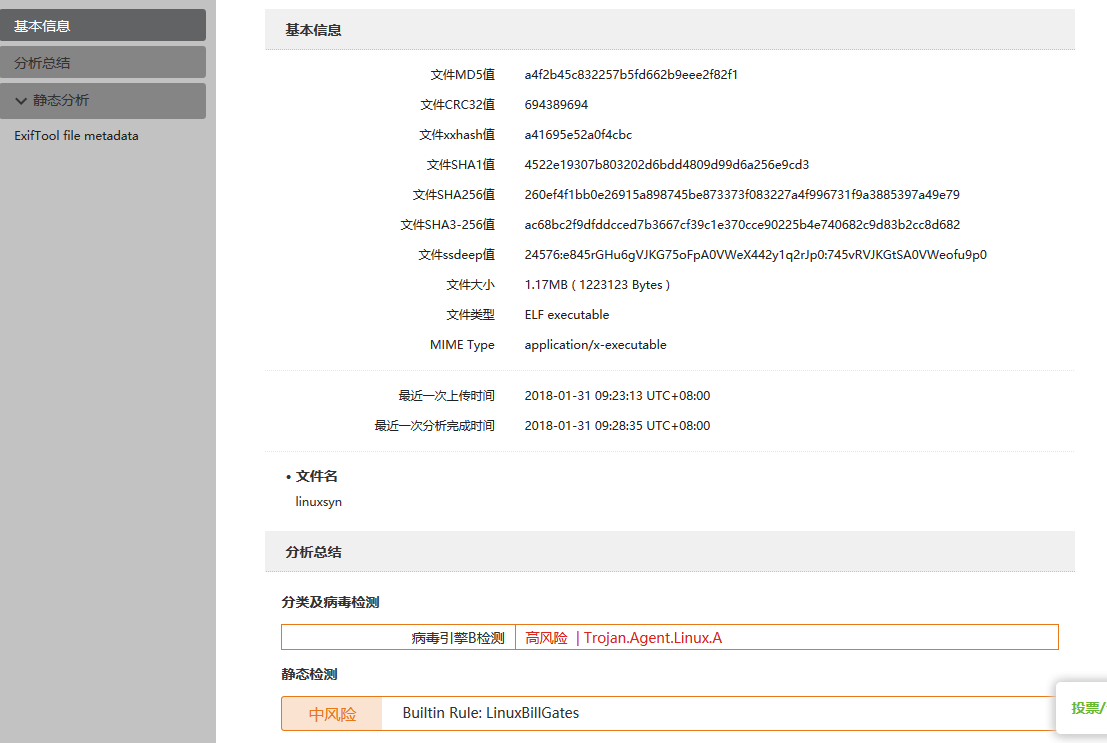 基本信息
分析总结
静态分析
ExifTool file metadata
基本信息
文件MD5值 a4f2b45c832257b5fd662b9eee2f82f1
文件CRC32值 694389694
文件xxhash值 a41695e52a0f4cbc
文件SHA1值 4522e19307b803202d6bdd4809d99d6a256e9cd3
文件SHA256值 260ef4f1bb0e26915a898745be873373f083227a4f996731f9a3885397a49e79
文件SHA3-256值 ac68bc2f9dfddcced7b3667cf39c1e370cce90225b4e740682c9d83b2cc8d682
文件ssdeep值 24576:e845rGHu6gVJKG75oFpA0VWeX442y1q2rJp0:745vRVJKGtSA0VWeofu9p0
文件大小 1.17MB ( 1223123 Bytes )
文件类型 ELF executable
MIME Type application/x-executable
最近一次上传时间 2018-01-31 09:23:13 UTC+08:00
最近一次分析完成时间 2018-01-31 09:28:35 UTC+08:00
• 文件名
linuxsyn
分析总结
分类及病毒检测
病毒引擎B检测 高风险 | Trojan.Agent.Linux.A
静态检测
中风险 Builtin Rule: LinuxBillGates
投票/